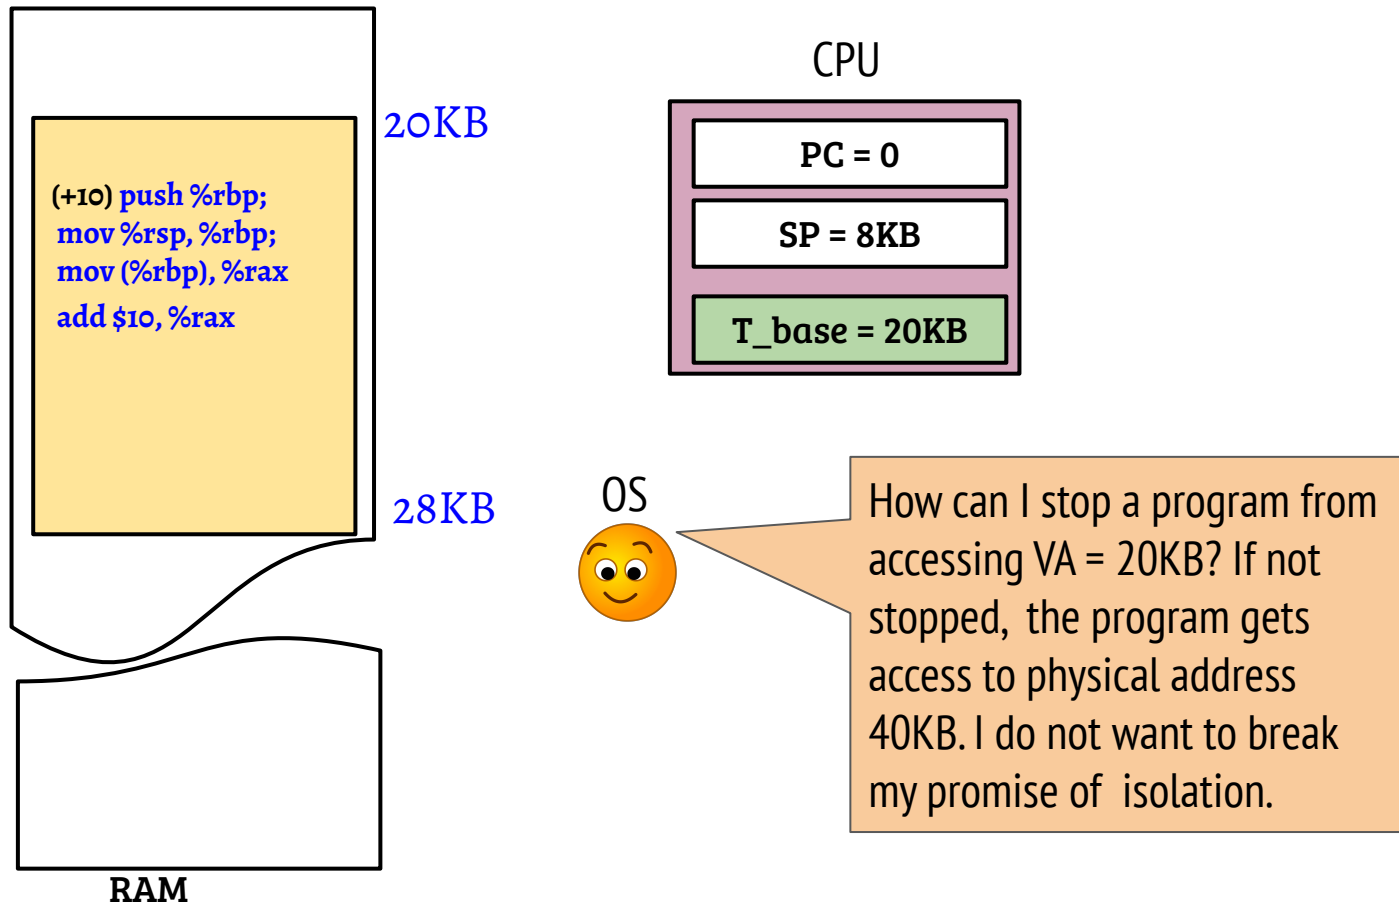 20KB
(+10) push %rbp;
mov %rsp, %rbp;
mov (%rbp), %rax
add $10, %rax
28KB
RAM
CPU
PC = 0
SP = 8KB
T_base = 20KB
OS
How can I stop a program from
accessing VA = 20KB? If not
stopped, the program gets
access to physical address
40KB. I do not want to break
my promise of isolation.